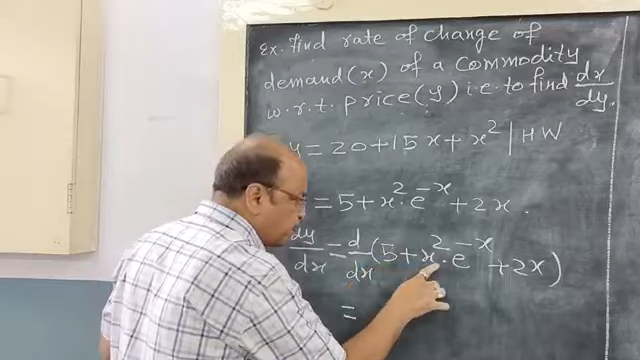 Ex. Find rate of change of
demand (x) of a commodity
w.r.t. price (y) i.e. to find dx/dy.
y = 20 + 15x + x² | HW
= 5 + x² · e⁻ˣ + 2x.
dy/dx = d/dx (5 + x² · e⁻ˣ + 2x)
=